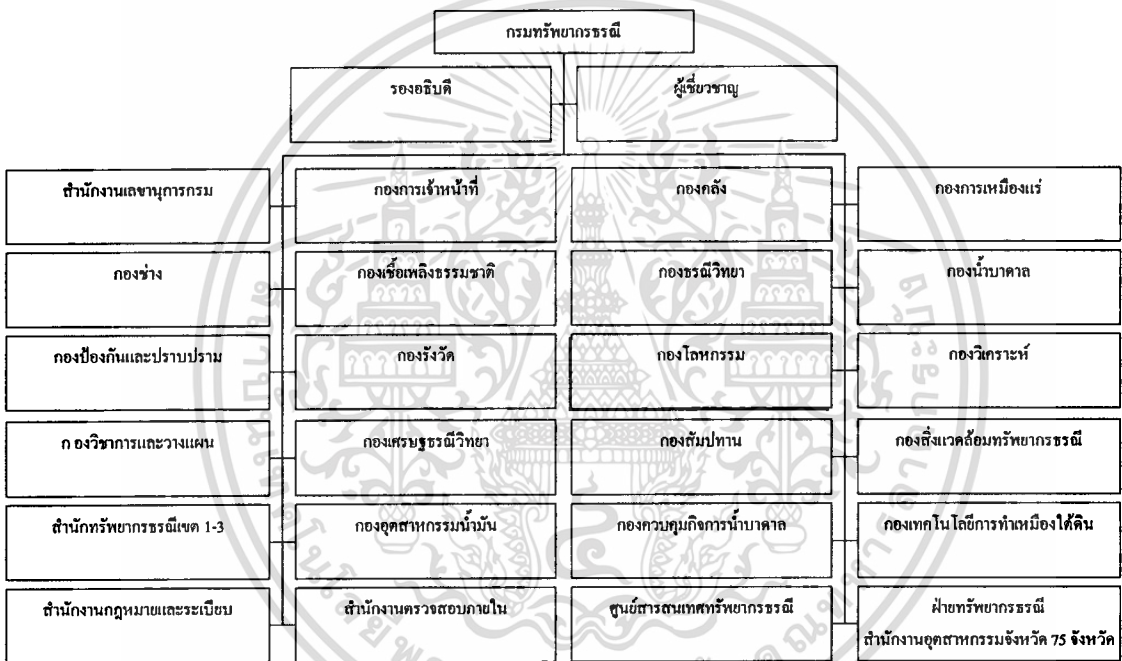 กรมทรัพยากรธรณี
รองอธิบดี
ผู้เชี่ยวชาญ
สำนักงานเลขานุการกรม
กองการเจ้าหน้าที่
กองคลัง
กองการเหมืองแร่
กองช่าง
กองเชื้อเพลิงธรรมชาติ
กองธรณีวิทยา
กองน้ำบาดาล
กองป้องกันและปราบปราม
กองรังวัด
กองโลหกรรม
กองวิเคราะห์
กองวิชาการและวางแผน
กองเศรษฐธรณีวิทยา
กองสัมปทาน
กองสิ่งแวดล้อมทรัพยากรธรณี
สำนักทรัพยากรธรณีเขต 1-3
กองอุตสาหกรรมน้ำมัน
กองควบคุมกิจการน้ำบาดาล
กองเทคโนโลยีการทำเหมืองใต้ดิน
สำนักงานกฎหมายและระเบียบ
สำนักงานตรวจสอบภายใน
ศูนย์สารสนเทศทรัพยากรธรณี
ฝ่ายทรัพยากรธรณี
สำนักงานอุตสาหกรรมจังหวัด 75 จังหวัด